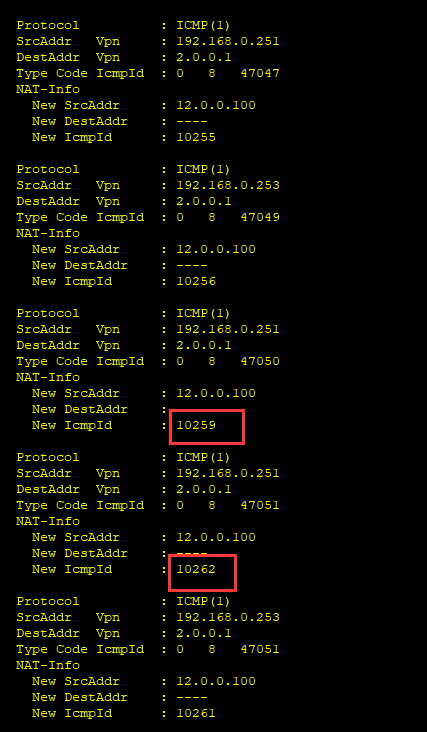 Protocol : ICMP(1)
SrcAddr Vpn : 192.168.0.251
DestAddr Vpn : 2.0.0.1
Type Code IcmpId : 0 8 47047
NAT-Info
New SrcAddr : 12.0.0.100
New DestAddr : ----
New IcmpId : 10255
Protocol : ICMP(1)
SrcAddr Vpn : 192.168.0.253
DestAddr Vpn : 2.0.0.1
Type Code IcmpId : 0 8 47049
NAT-Info
New SrcAddr : 12.0.0.100
New DestAddr : ----
New IcmpId : 10256
Protocol : ICMP(1)
SrcAddr Vpn : 192.168.0.251
DestAddr Vpn : 2.0.0.1
Type Code IcmpId : 0 8 47050
NAT-Info
New SrcAddr : 12.0.0.100
New DestAddr :
New IcmpId : 10259
Protocol : ICMP(1)
SrcAddr Vpn : 192.168.0.251
DestAddr Vpn : 2.0.0.1
Type Code IcmpId : 0 8 47051
NAT-Info
New SrcAddr : 12.0.0.100
New DestAddr : ----
New IcmpId : 10262
Protocol : ICMP(1)
SrcAddr Vpn : 192.168.0.253
DestAddr Vpn : 2.0.0.1
Type Code IcmpId : 0 8 47051
NAT-Info
New SrcAddr : 12.0.0.100
New DestAddr : ----
New IcmpId : 10261